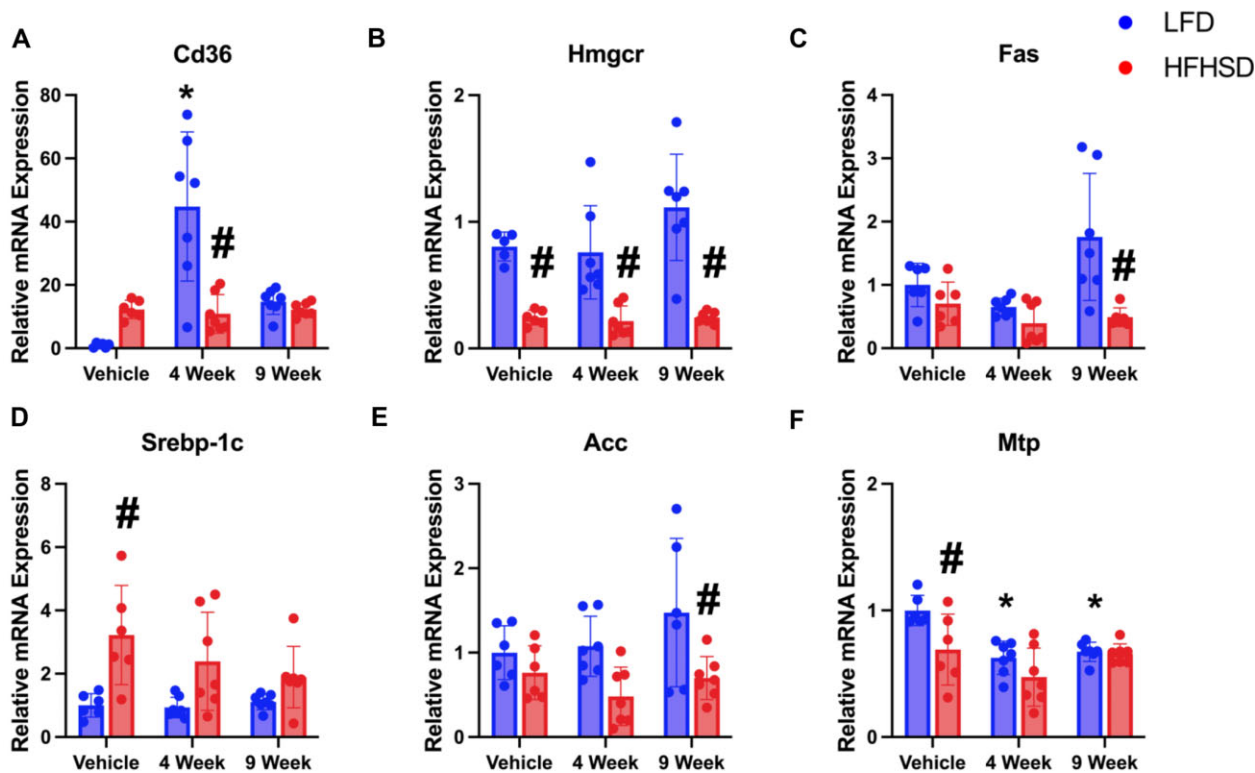 LFD
HFHSD
A
Cd36
Relative mRNA Expression
80
60
40
20
0
*
#
Vehicle
4 Week
9 Week
B
Hmgcr
Relative mRNA Expression
2
1
0
#
#
#
Vehicle
4 Week
9 Week
C
Fas
Relative mRNA Expression
4
3
2
1
0
#
Vehicle
4 Week
9 Week
D
Srebp-1c
Relative mRNA Expression
8
6
4
2
0
#
Vehicle
4 Week
9 Week
E
Acc
Relative mRNA Expression
3
2
1
0
#
Vehicle
4 Week
9 Week
F
Mtp
Relative mRNA Expression
2
1
0
#
*
*
Vehicle
4 Week
9 Week